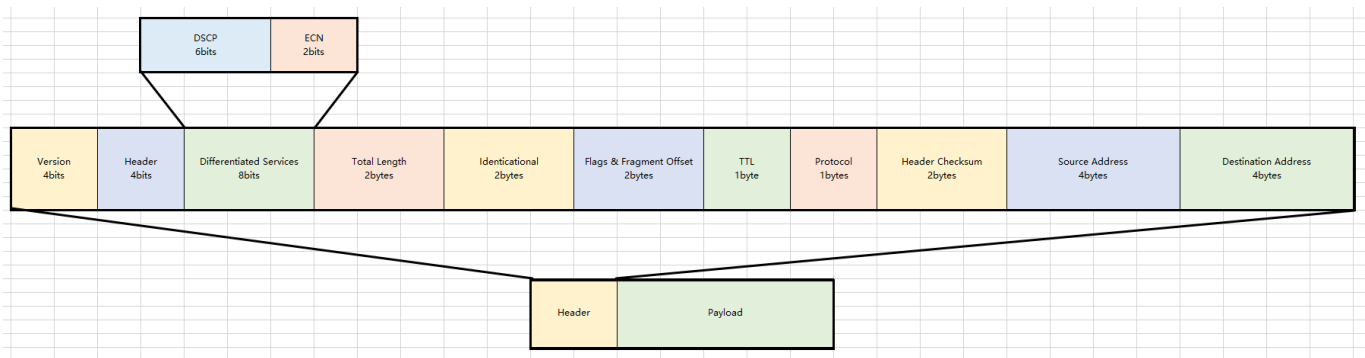 DSCP
6bits
ECN
2bits
Version
4bits
Header
4bits
Differentiated Services
8bits
Total Length
2bytes
Identicational
2bytes
Flags & Fragment Offset
2bytes
TTL
1byte
Protocol
1bytes
Header Checksum
2bytes
Source Address
4bytes
Destination Address
4bytes
Header
Payload